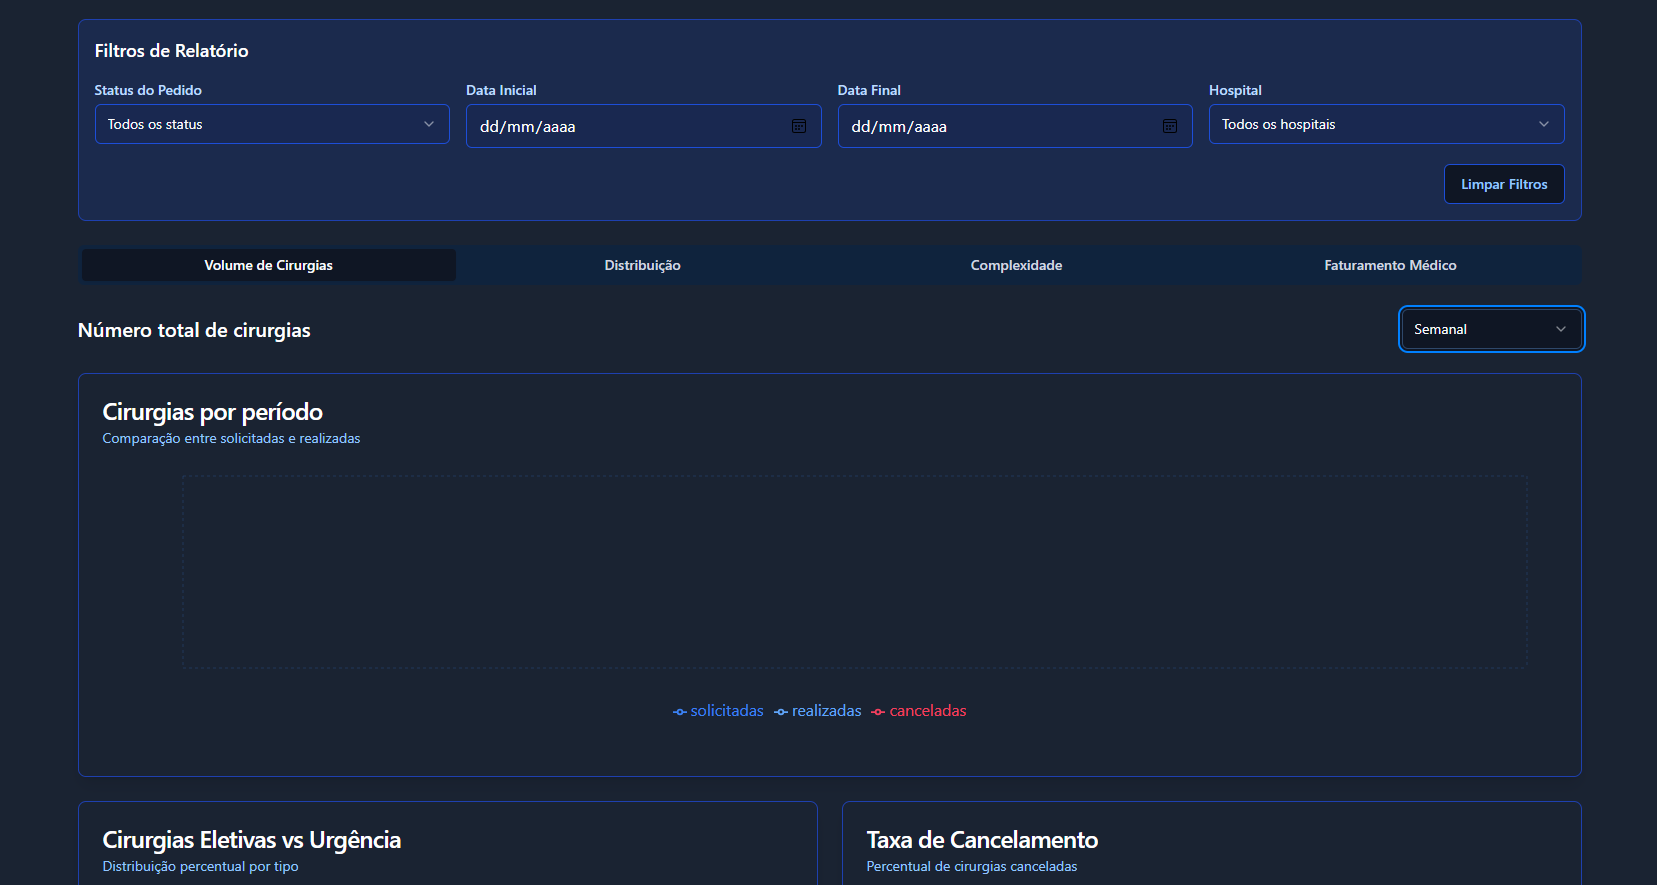 Filtros de Relatório
Status do Pedido
Data Inicial
Data Final
Hospital
Todos os status
dd/mm/aaaa
dd/mm/aaaa
Todos os hospitais
Limpar Filtros
Volume de Cirurgias
Distribuição
Complexidade
Faturamento Médico
Número total de cirurgias
Semanal
Cirurgias por período
Comparação entre solicitadas e realizadas
solicitadas
realizadas
canceladas
Cirurgias Eletivas vs Urgência
Distribuição percentual por tipo
Taxa de Cancelamento
Percentual de cirurgias canceladas